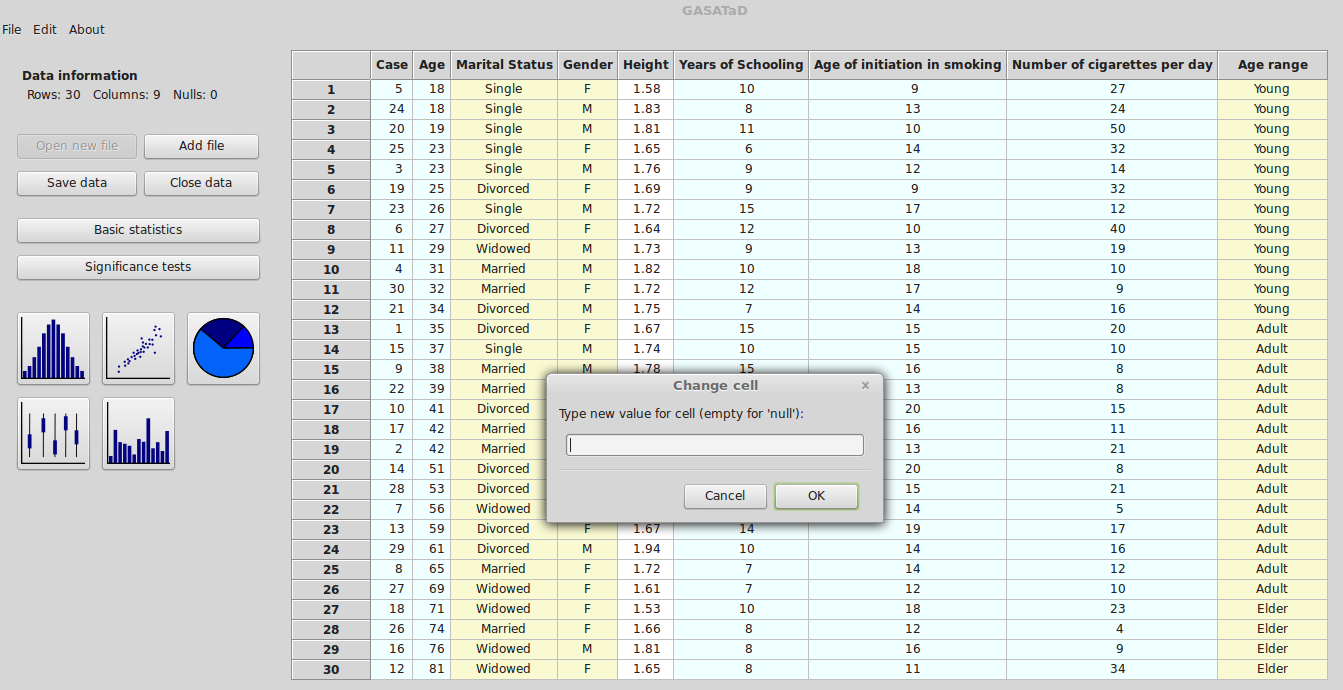 GASATaD
File Edit About
Data information
Rows: 30 Columns: 9 Nulls: 0
Open new file Add file
Save data Close data
Basic statistics
Significance tests
Case Age Marital Status Gender Height Years of Schooling Age of initiation in smoking Number of cigarettes per day Age range
1 5 18 Single F 1.58 10 9 27 Young
2 24 18 Single M 1.83 8 13 24 Young
3 20 19 Single M 1.81 11 10 50 Young
4 25 23 Single F 1.65 6 14 32 Young
5 3 23 Single M 1.76 9 12 14 Young
6 19 25 Divorced F 1.69 9 9 32 Young
7 23 26 Single M 1.72 15 17 12 Young
8 6 27 Divorced F 1.64 12 10 40 Young
9 11 29 Widowed M 1.73 9 13 19 Young
10 4 31 Married M 1.82 10 18 10 Young
11 30 32 Married F 1.72 12 17 9 Young
12 21 34 Divorced M 1.75 7 14 16 Young
13 1 35 Divorced F 1.67 15 15 20 Adult
14 15 37 Single M 1.74 10 15 10 Adult
15 9 38 Married M 1.78 15 16 8 Adult
16 22 39 Married 13 8 Adult
17 10 41 Divorced 20 15 Adult
18 17 42 Married 16 11 Adult
19 2 42 Married 13 21 Adult
20 14 51 Divorced 20 8 Adult
21 28 53 Divorced 15 21 Adult
22 7 56 Widowed 14 5 Adult
23 13 59 Divorced F 1.67 14 19 17 Adult
24 29 61 Divorced M 1.94 10 14 16 Adult
25 8 65 Married F 1.72 7 14 12 Adult
26 27 69 Widowed F 1.61 7 12 10 Adult
27 18 71 Widowed F 1.53 10 18 23 Elder
28 26 74 Married F 1.66 8 12 4 Elder
29 16 76 Widowed M 1.81 8 16 9 Elder
30 12 81 Widowed F 1.65 8 11 34 Elder
Change cell ×
Type new value for cell (empty for 'null'):
Cancel OK